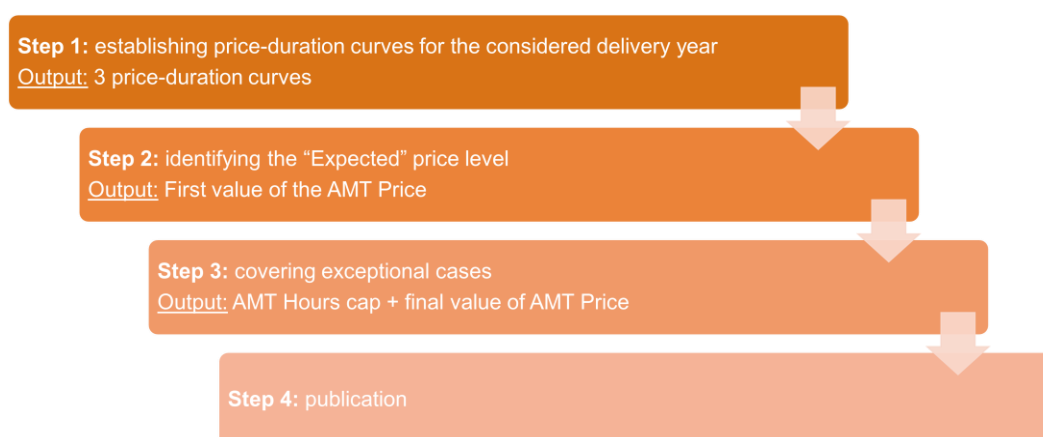 Step 1: establishing price-duration curves for the considered delivery year
Output: 3 price-duration curves
Step 2: identifying the “Expected” price level
Output: First value of the AMT Price
Step 3: covering exceptional cases
Output: AMT Hours cap + final value of AMT Price
Step 4: publication